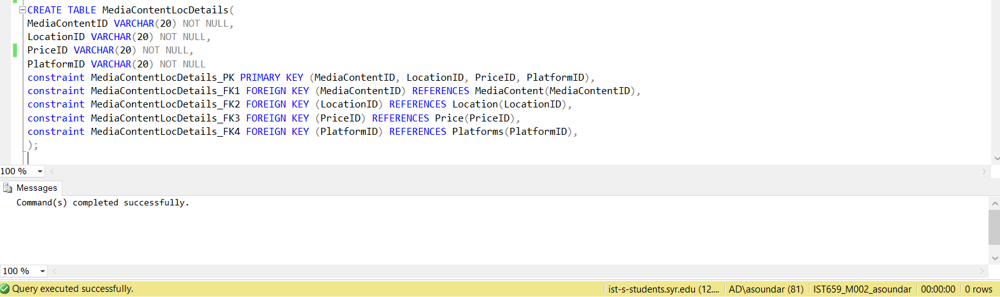 CREATE TABLE MediaContentLocDetails(
MediaContentID VARCHAR(20) NOT NULL,
LocationID VARCHAR(20) NOT NULL,
PriceID VARCHAR(20) NOT NULL,
PlatformID VARCHAR(20) NOT NULL
constraint MediaContentLocDetails_PK PRIMARY KEY (MediaContentID, LocationID, PriceID, PlatformID),
constraint MediaContentLocDetails_FK1 FOREIGN KEY (MediaContentID) REFERENCES MediaContent(MediaContentID),
constraint MediaContentLocDetails_FK2 FOREIGN KEY (LocationID) REFERENCES Location(LocationID),
constraint MediaContentLocDetails_FK3 FOREIGN KEY (PriceID) REFERENCES Price(PriceID),
constraint MediaContentLocDetails_FK4 FOREIGN KEY (PlatformID) REFERENCES Platforms(PlatformID),
);
100 %
Messages
Command(s) completed successfully.
100 %
Query executed successfully. ist-s-students.syr.edu (12.... AD\asoundar (81) IST659_M002_asoundar 00:00:00 0 rows